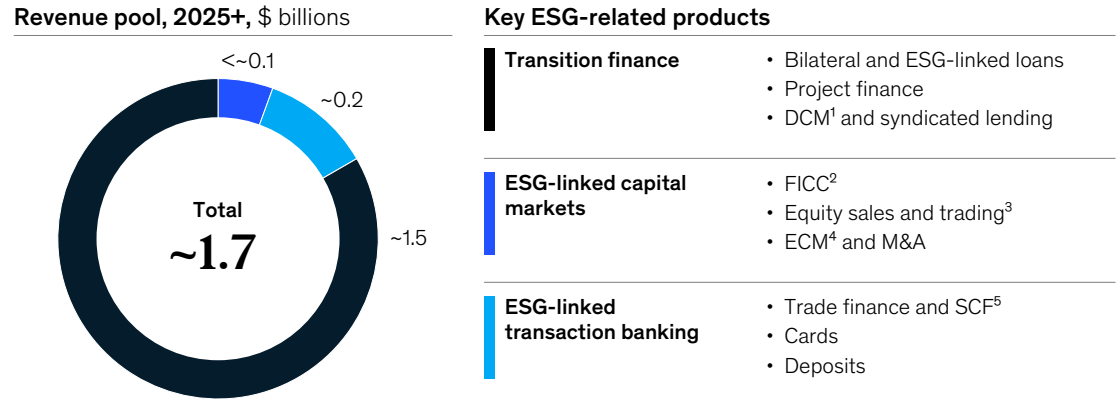 Revenue pool, 2025+, $ billions
<~0.1
~0.2
Total
~1.7
~1.5
Key ESG-related products
Transition finance
• Bilateral and ESG-linked loans
• Project finance
• DCM¹ and syndicated lending
ESG-linked capital
markets
• FICC²
• Equity sales and trading³
• ECM⁴ and M&A
ESG-linked
transaction banking
• Trade finance and SCF⁵
• Cards
• Deposits